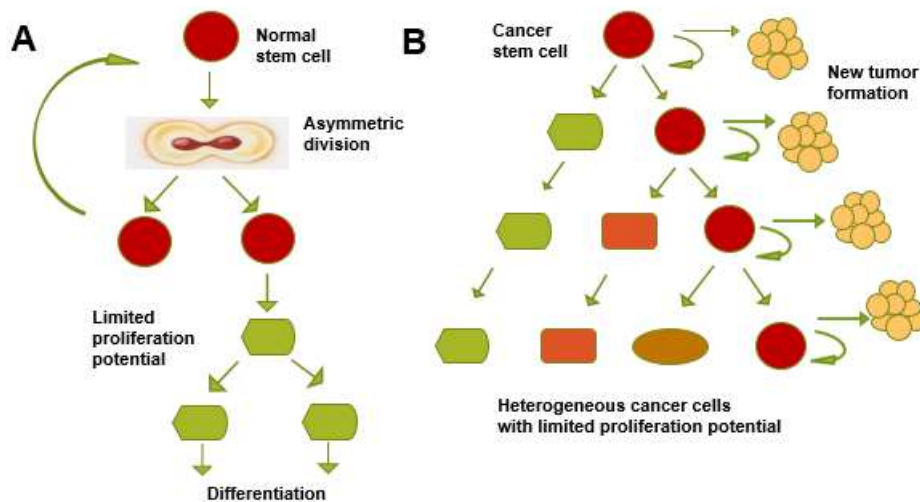 A
Normal
stem cell
Asymmetric
division
Limited
proliferation
potential
Differentiation
B
Cancer
stem cell
New tumor
formation
Heterogeneous cancer cells
with limited proliferation potential